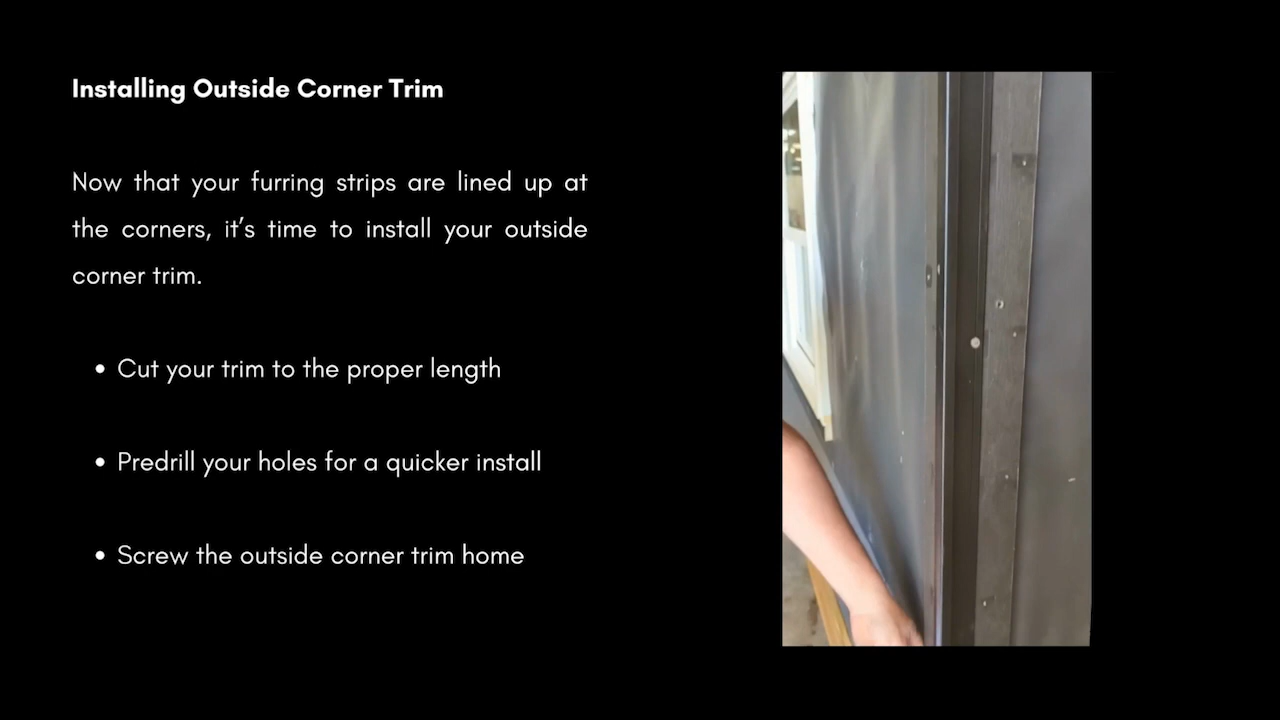 Installing Outside Corner Trim
Now that your furring strips are lined up at
the corners, it’s time to install your outside
corner trim.
• Cut your trim to the proper length
• Predrill your holes for a quicker install
• Screw the outside corner trim home